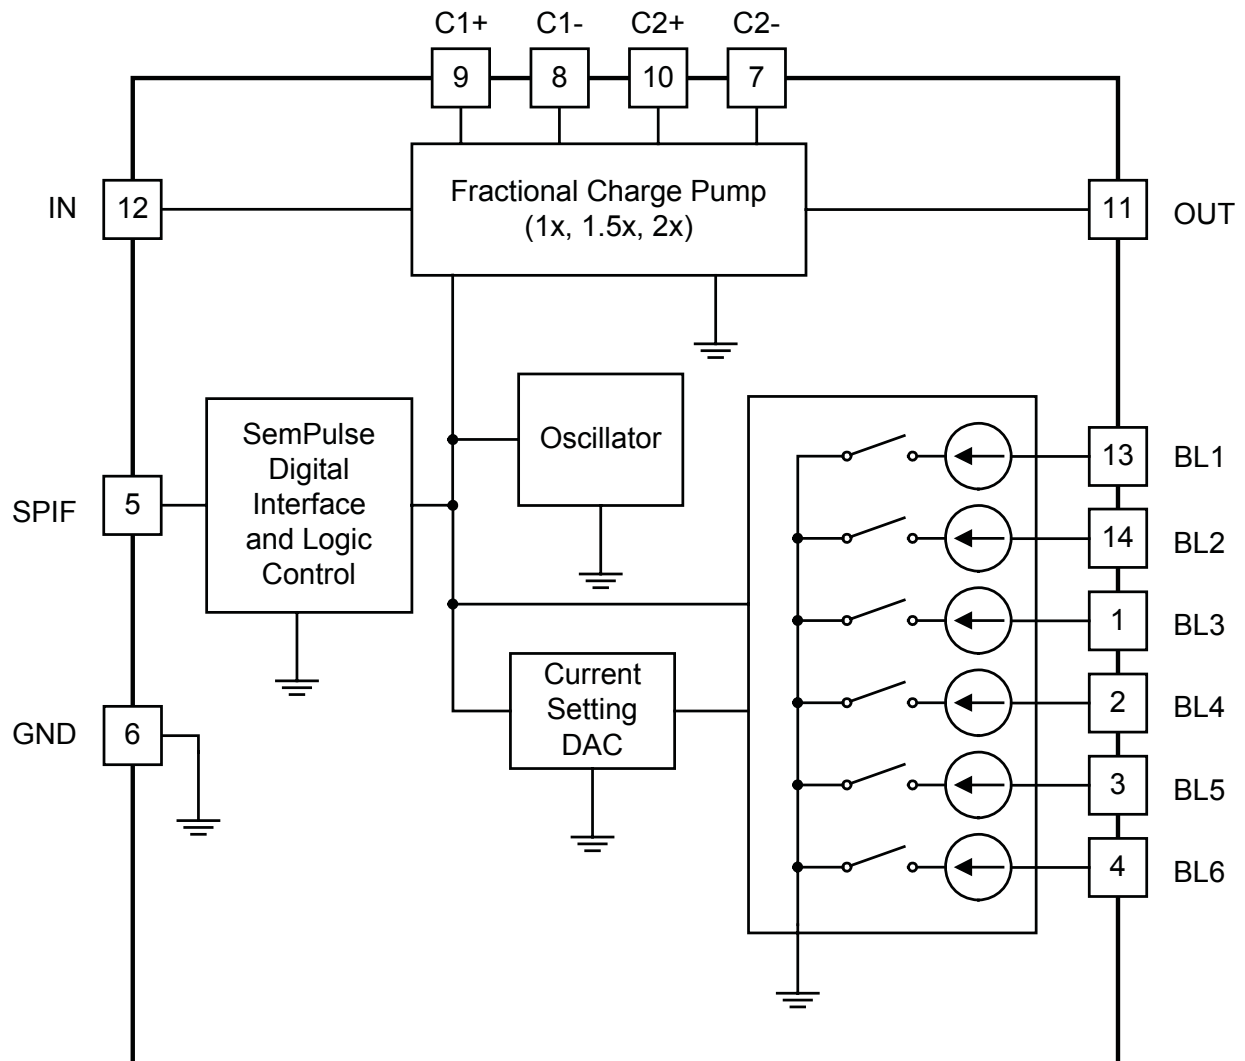 C1+ C1- C2+ C2-
9 8 10 7
IN 12
Fractional Charge Pump
(1x, 1.5x, 2x)
11 OUT
SemPulse
Digital
Interface
and Logic
Control
Oscillator
SPIF 5
GND 6
Current
Setting
DAC
13 BL1
14 BL2
1 BL3
2 BL4
3 BL5
4 BL6